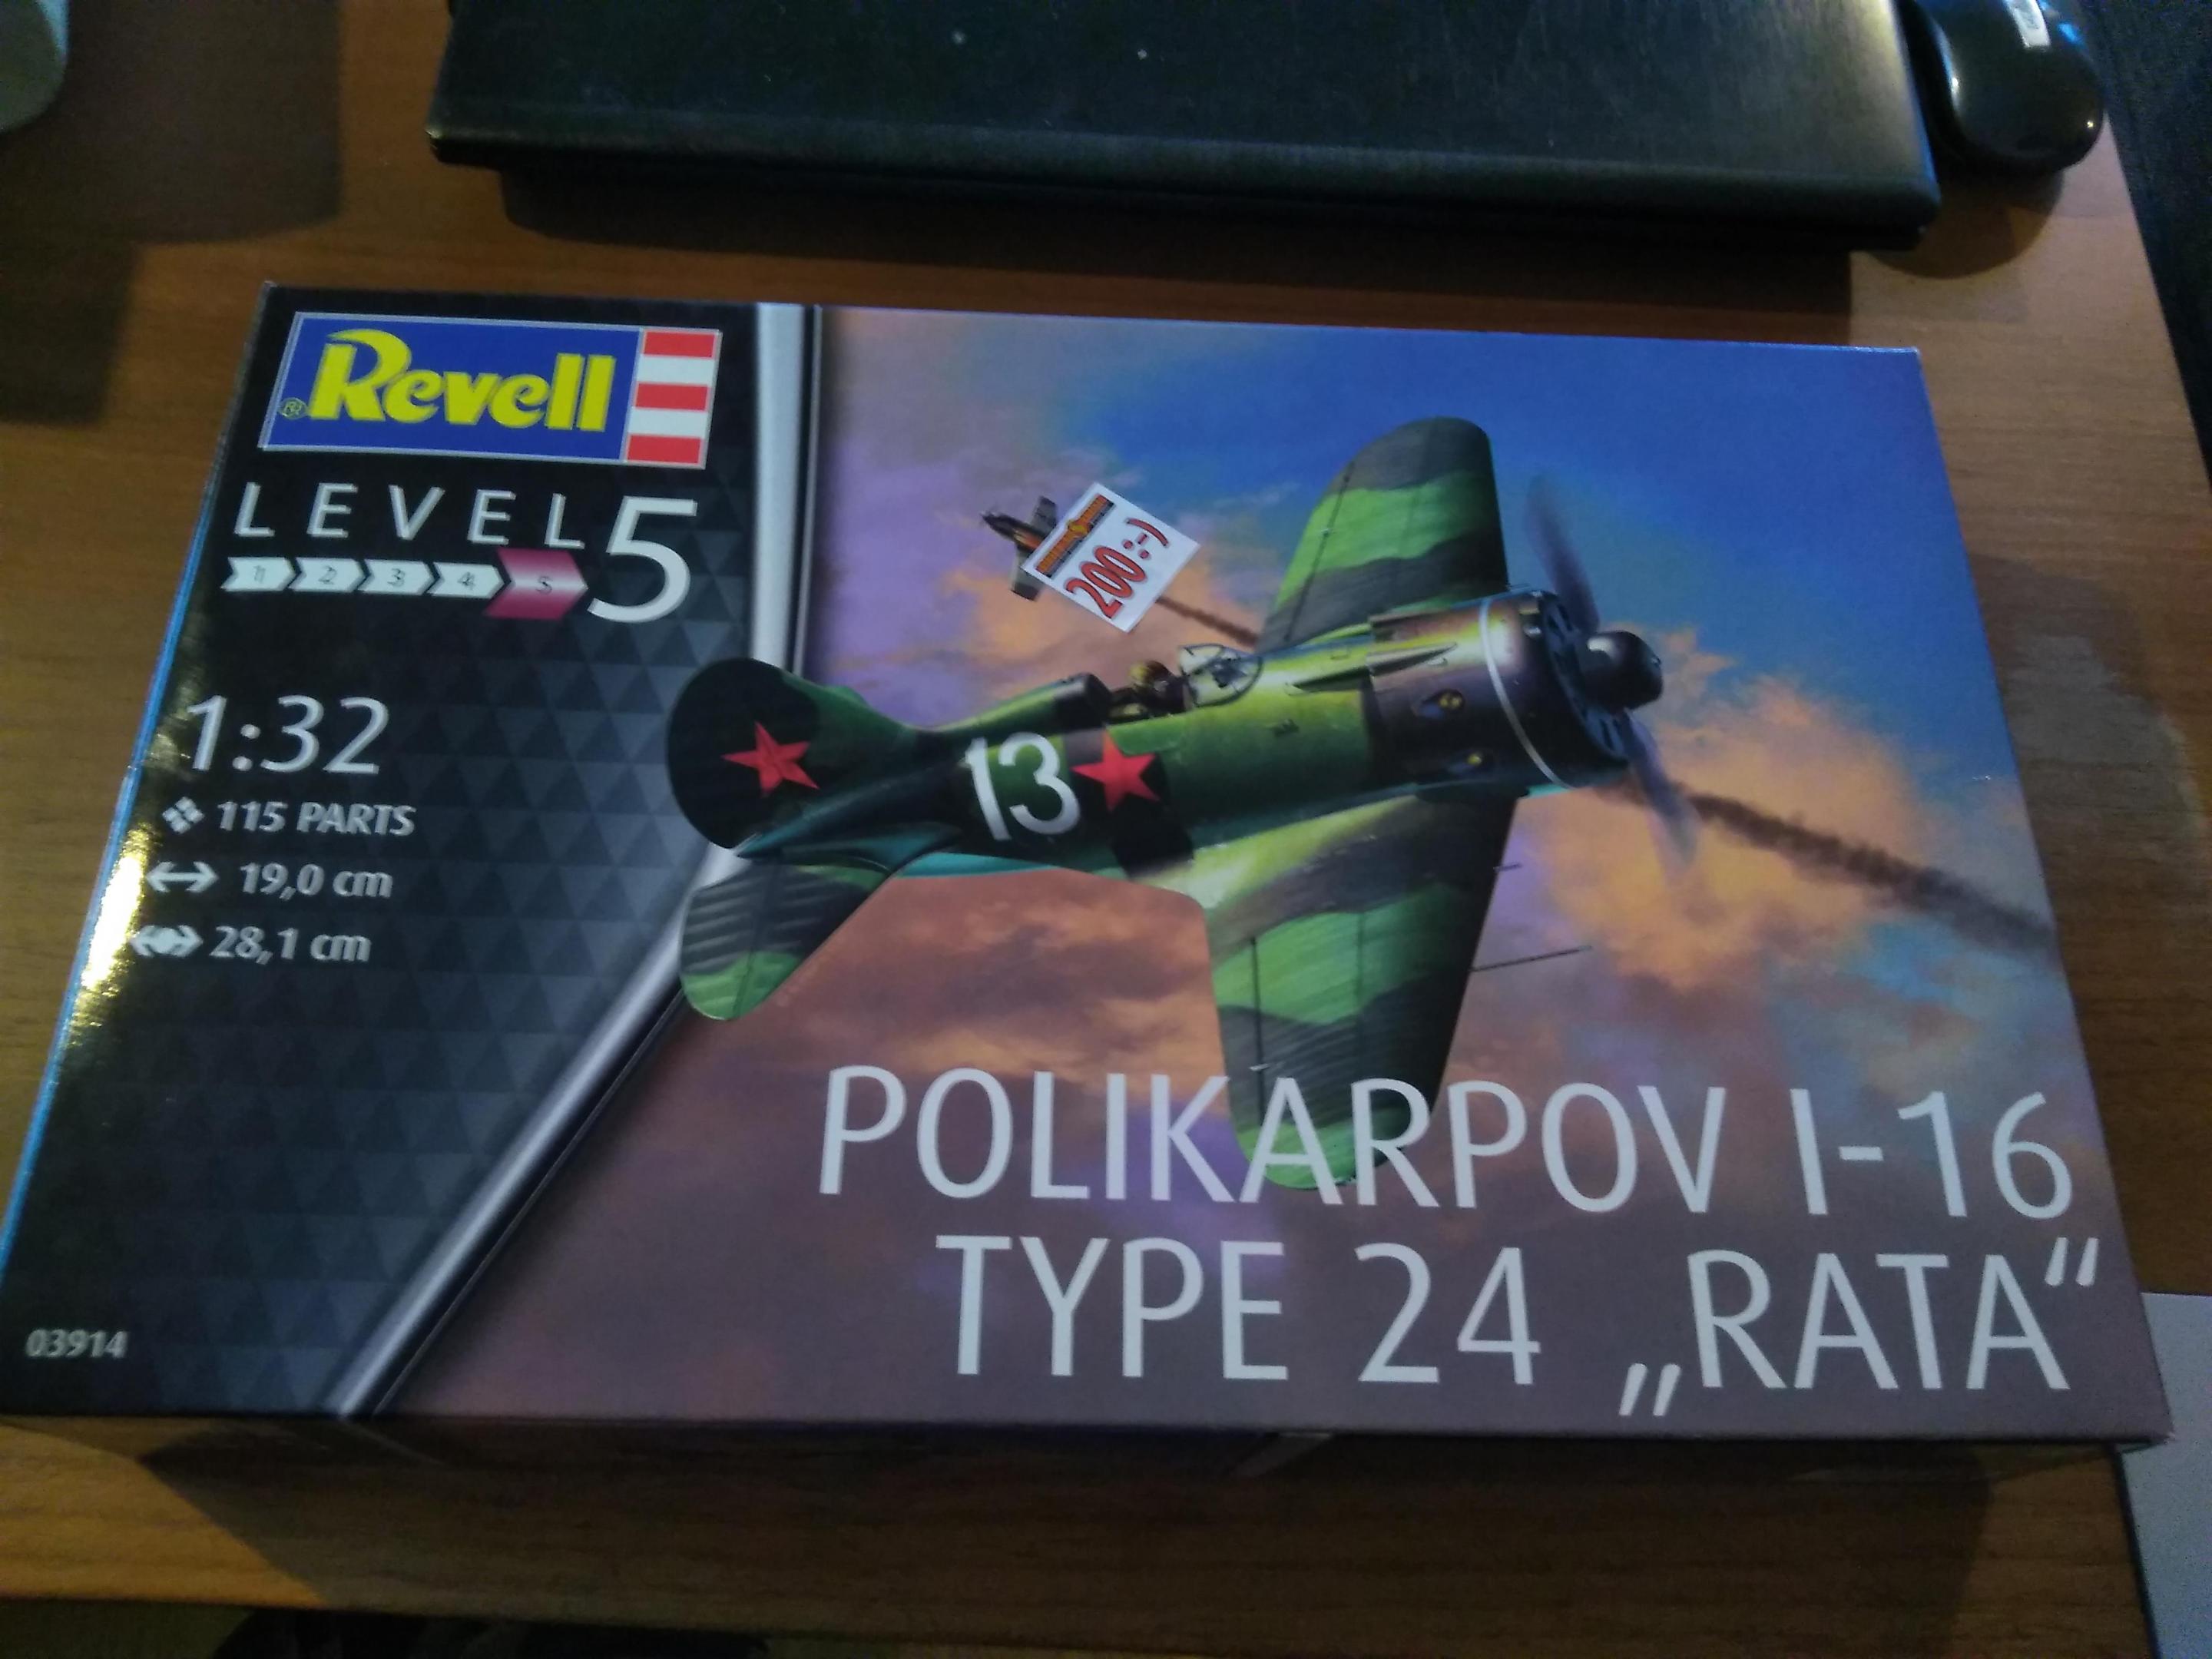 Revell
®
LEVEL 5
1 2 3 4 5
1:32
115 PARTS
19,0 cm
28,1 cm
03914
200:-)
13
POLIKARPOV I-16
TYPE 24 „RATA“